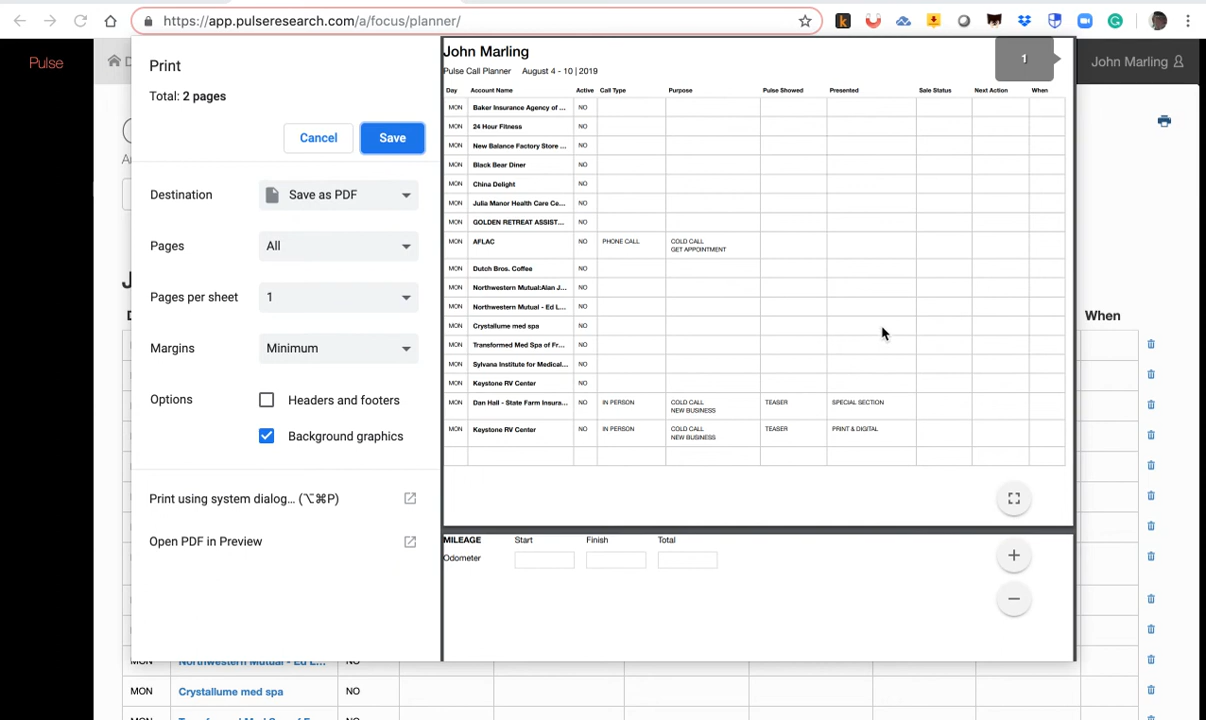 https://app.pulseresearch.com/a/focus/planner/
Pulse
John Marling
Print
Total: 2 pages
Cancel
Save
Destination
Save as PDF
Pages
All
Pages per sheet
1
Margins
Minimum
Options
Headers and footers
Background graphics
Print using system dialog... (⌥⌘P)
Open PDF in Preview
John Marling
1
Pulse Call Planner August 4 - 10 | 2019
Day Account Name Active Call Type Purpose Pulse Showed Presented Sale Status Next Action When
MON Baker Insurance Agency of ... NO
MON 24 Hour Fitness NO
MON New Balance Factory Store ... NO
MON Black Bear Diner NO
MON China Delight NO
MON Julia Manor Health Care Ce... NO
MON GOLDEN RETREAT ASSIST... NO
MON AFLAC NO PHONE CALL COLD CALL
GET APPOINTMENT
MON Dutch Bros. Coffee NO
MON Northwestern Mutual:Alan J... NO
MON Northwestern Mutual - Ed L... NO
MON Crystallume med spa NO
MON Transformed Med Spa of Fr... NO
MON Sylvana Institute for Medical... NO
MON Keystone RV Center NO
MON Dan Hall - State Farm Insura... NO IN PERSON COLD CALL TEASER SPECIAL SECTION
NEW BUSINESS
MON Keystone RV Center NO IN PERSON COLD CALL TEASER PRINT & DIGITAL
NEW BUSINESS
MILEAGE Start Finish Total
Odometer
When
MON Northwestern Mutual - Ed L... NO
MON Crystallume med spa NO